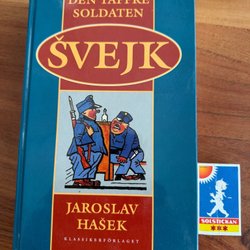 DEN TAPPRE
SOLDATEN
ŠVEJK
JAROSLAV
HAŠEK
KLASSIKERFÖRLAGET
SOLSTICKAN
★★★